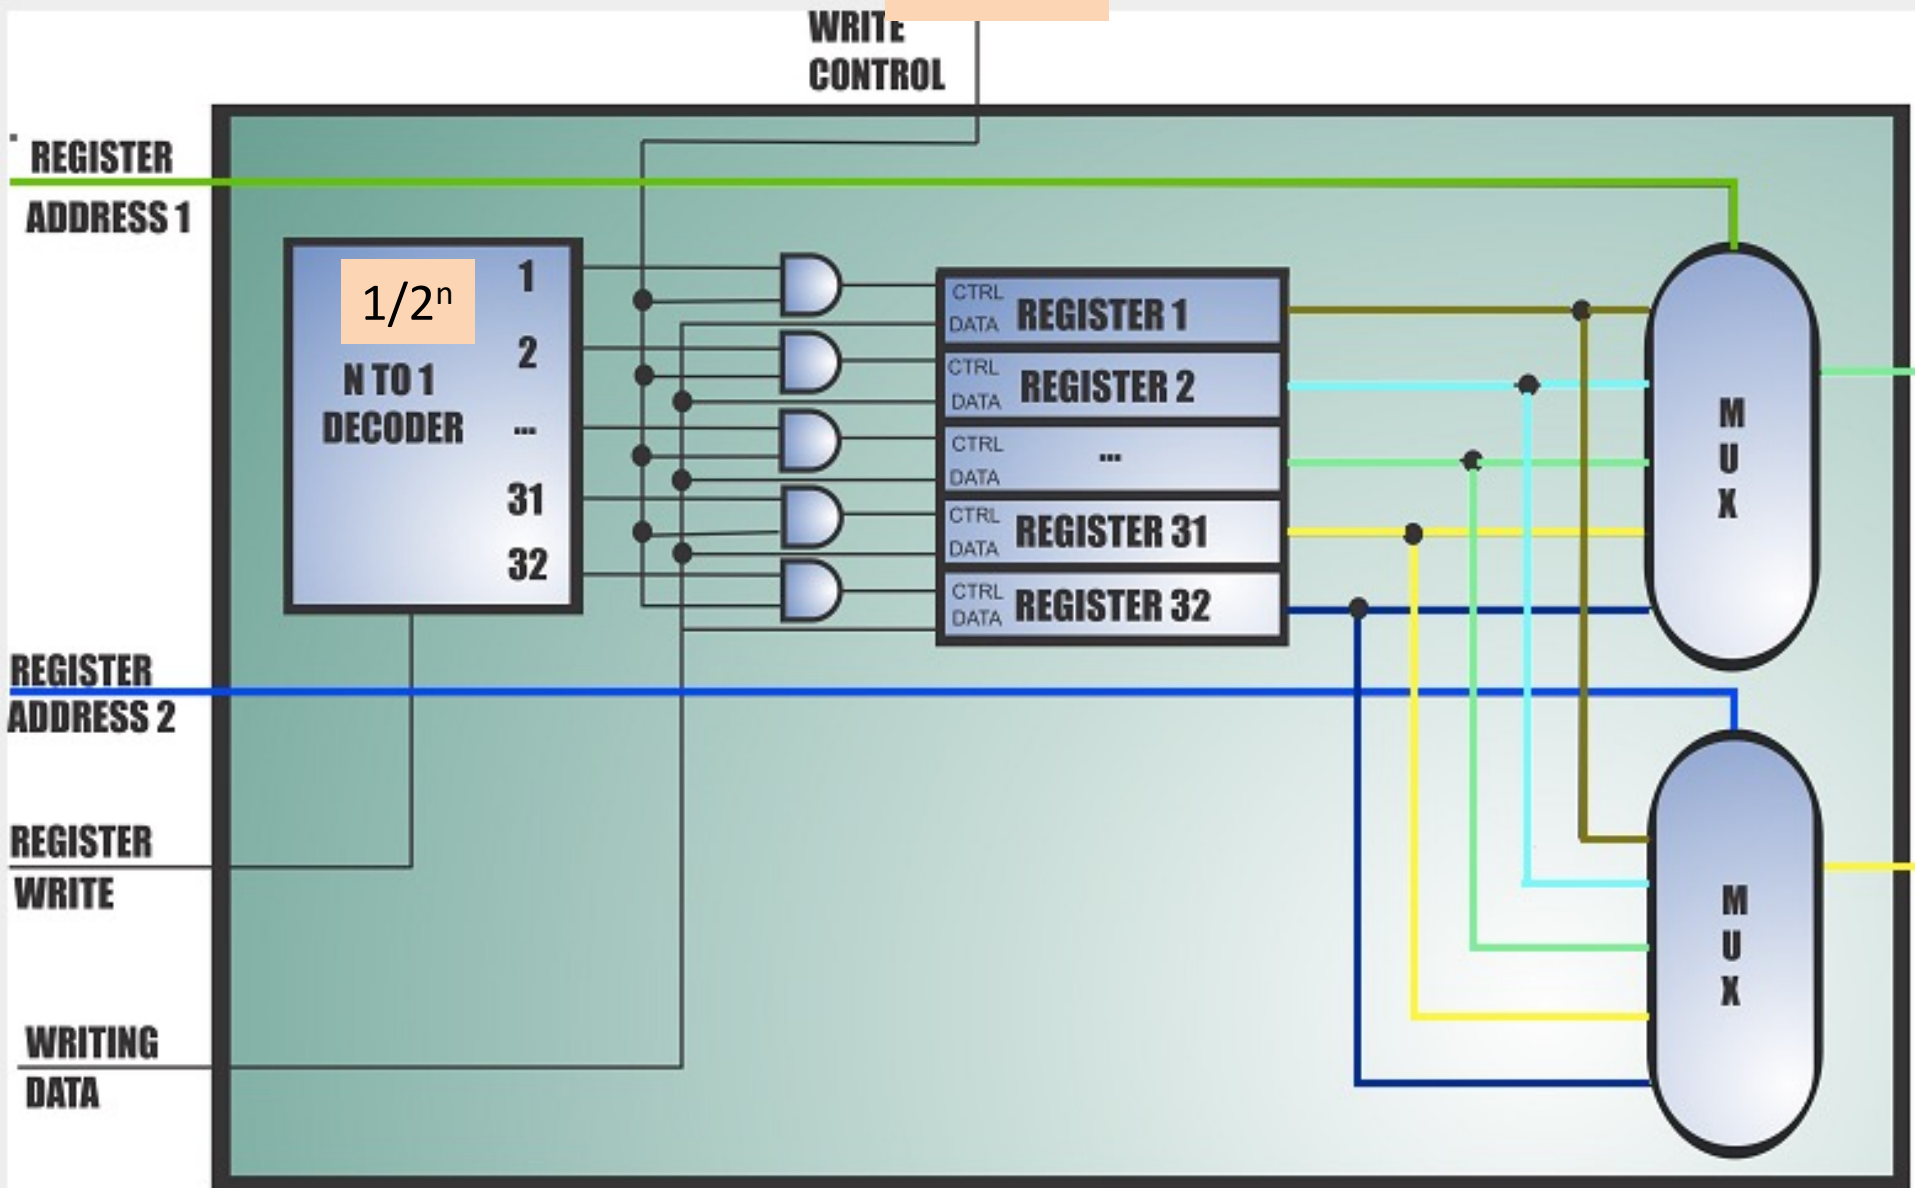 WRITE
CONTROL
REGISTER
ADDRESS 1
1/2ⁿ
N TO 1
DECODER
1
2
...
31
32
CTRL
DATA
REGISTER 1
CTRL
DATA
REGISTER 2
CTRL
DATA
...
CTRL
DATA
REGISTER 31
CTRL
DATA
REGISTER 32
M
U
X
REGISTER
ADDRESS 2
REGISTER
WRITE
M
U
X
WRITING
DATA